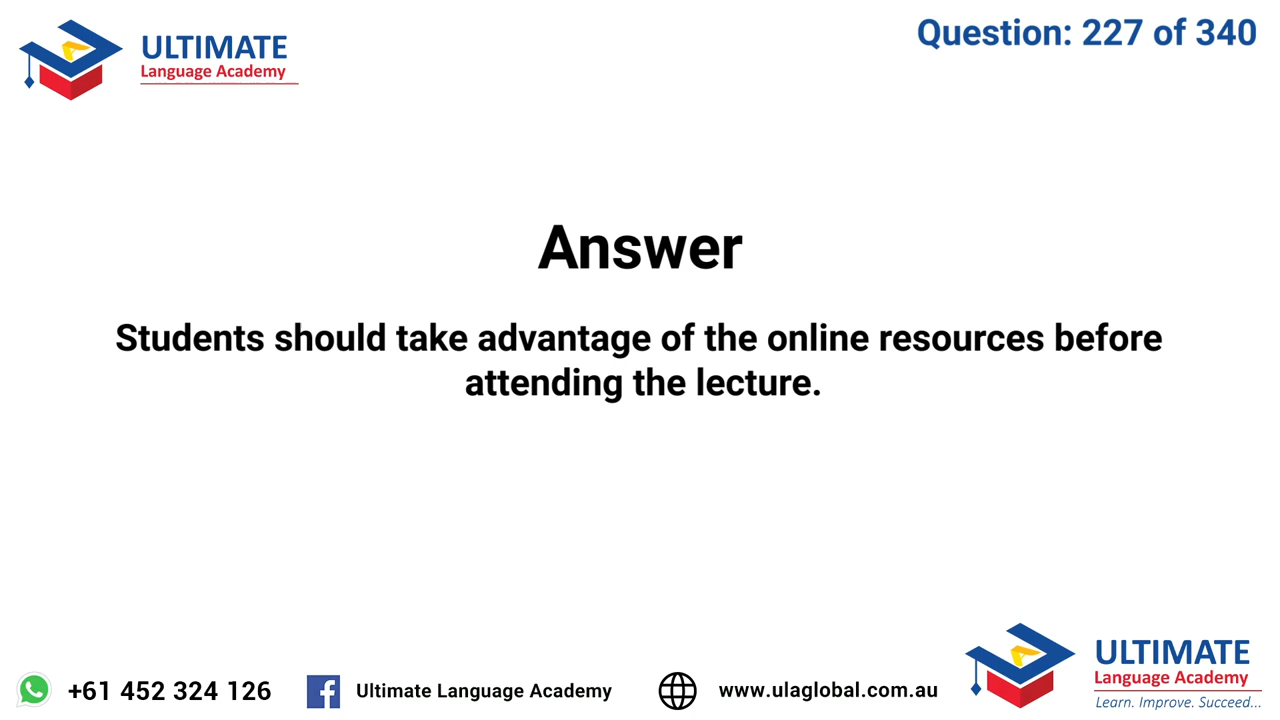 ULTIMATE
Language Academy
Question: 227 of 340
Answer
Students should take advantage of the online resources before
attending the lecture.
+61 452 324 126
Ultimate Language Academy
www.ulaglobal.com.au
ULTIMATE
Language Academy
Learn. Improve. Succeed...